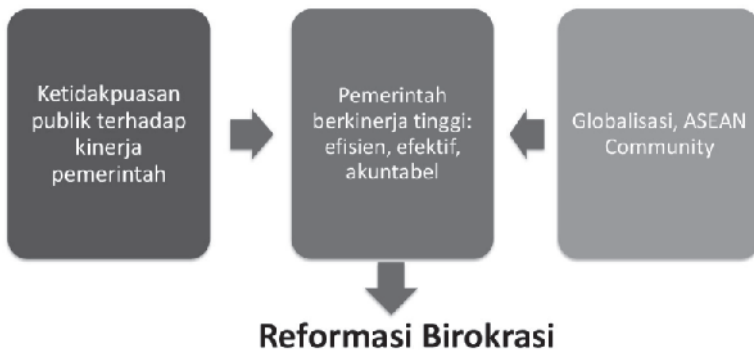 Ketidakpuasan
publik terhadap
kinerja
pemerintah
Pemerintah
berkinerja tinggi:
efisien, efektif,
akuntabel
Globalisasi, ASEAN
Community
Reformasi Birokrasi